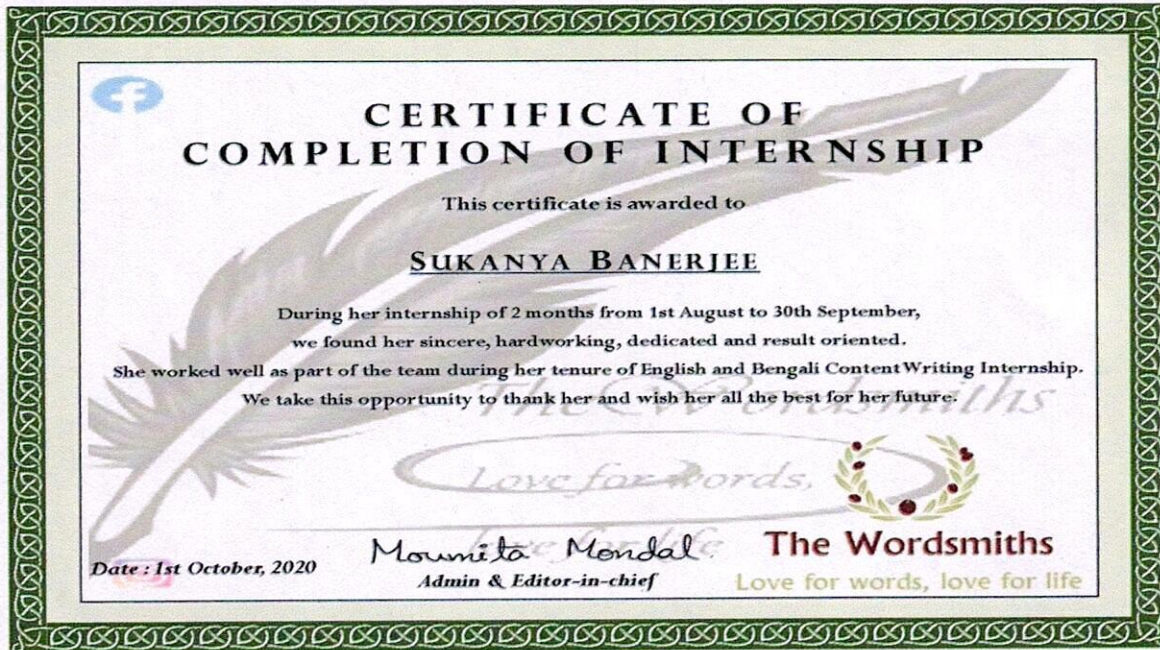 CERTIFICATE OF
COMPLETION OF INTERNSHIP
This certificate is awarded to
SUKANYA BANERJEE
During her internship of 2 months from 1st August to 30th September,
we found her sincere, hardworking, dedicated and result oriented.
She worked well as part of the team during her tenure of English and Bengali Content Writing Internship.
We take this opportunity to thank her and wish her all the best for her future.
The Wordsmiths
Love for words,
love for life
Moumita Mondal
Admin & Editor-in-chief
Date : 1st October, 2020
The Wordsmiths
Love for words, love for life